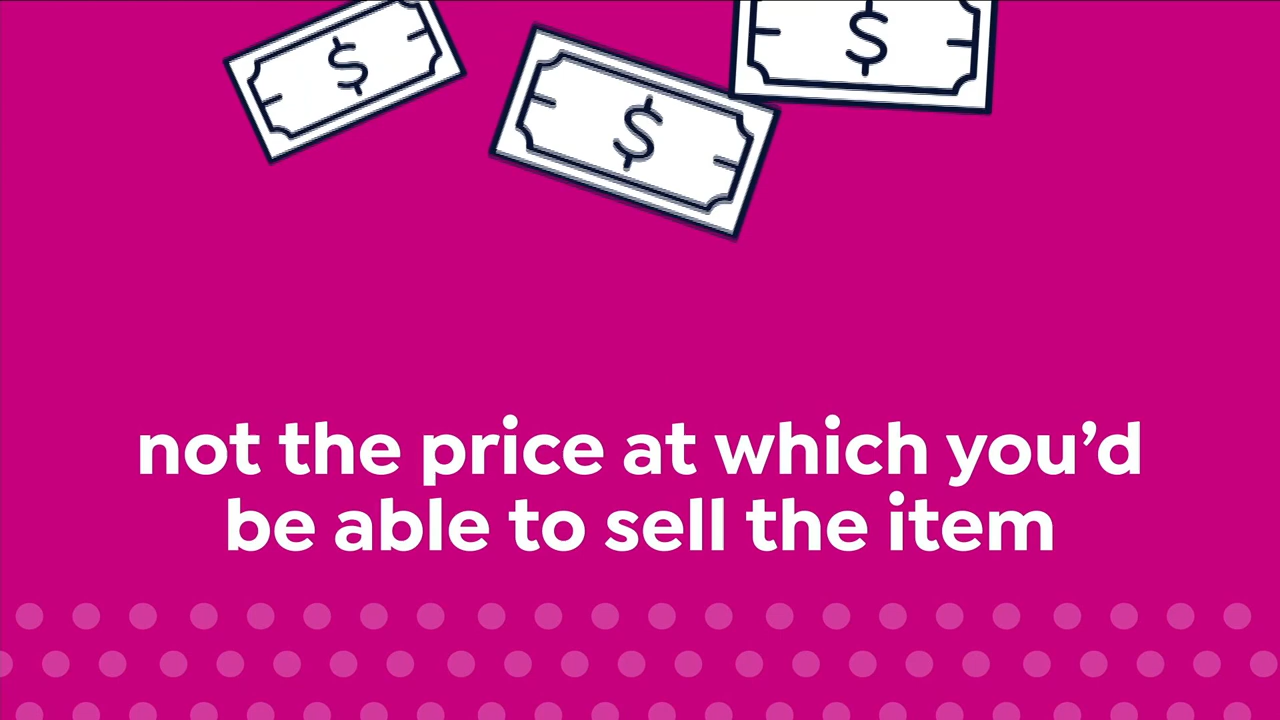 $
$
$
not the price at which you’d
be able to sell the item